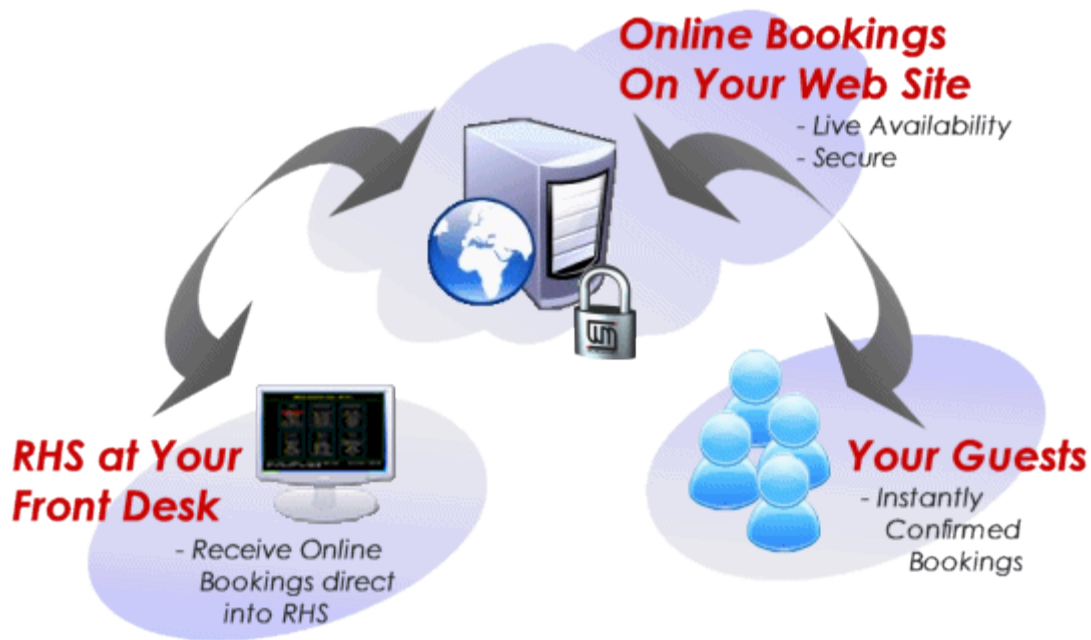 Online Bookings
On Your Web Site
- Live Availability
- Secure
RHS at Your
Front Desk
- Receive Online
Bookings direct
into RHS
Your Guests
- Instantly
Confirmed
Bookings